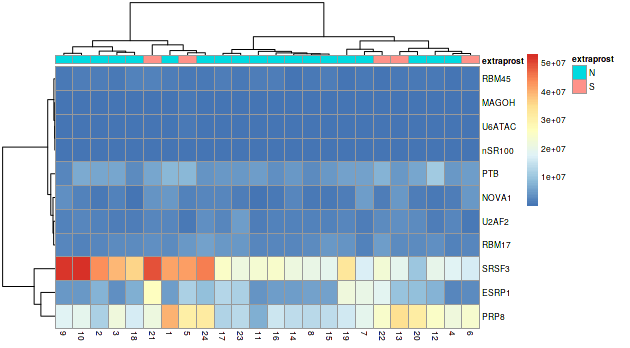 extraprost
RBM45
MAGOH
U6ATAC
nSR100
PTB
NOVA1
U2AF2
RBM17
SRSF3
ESRP1
PRP8
9 10 2 3 18 21 1 5 24 17 23 11 16 14 8 15 19 7 22 13 20 12 4 6
5e+07
4e+07
3e+07
2e+07
1e+07
extraprost
N
S